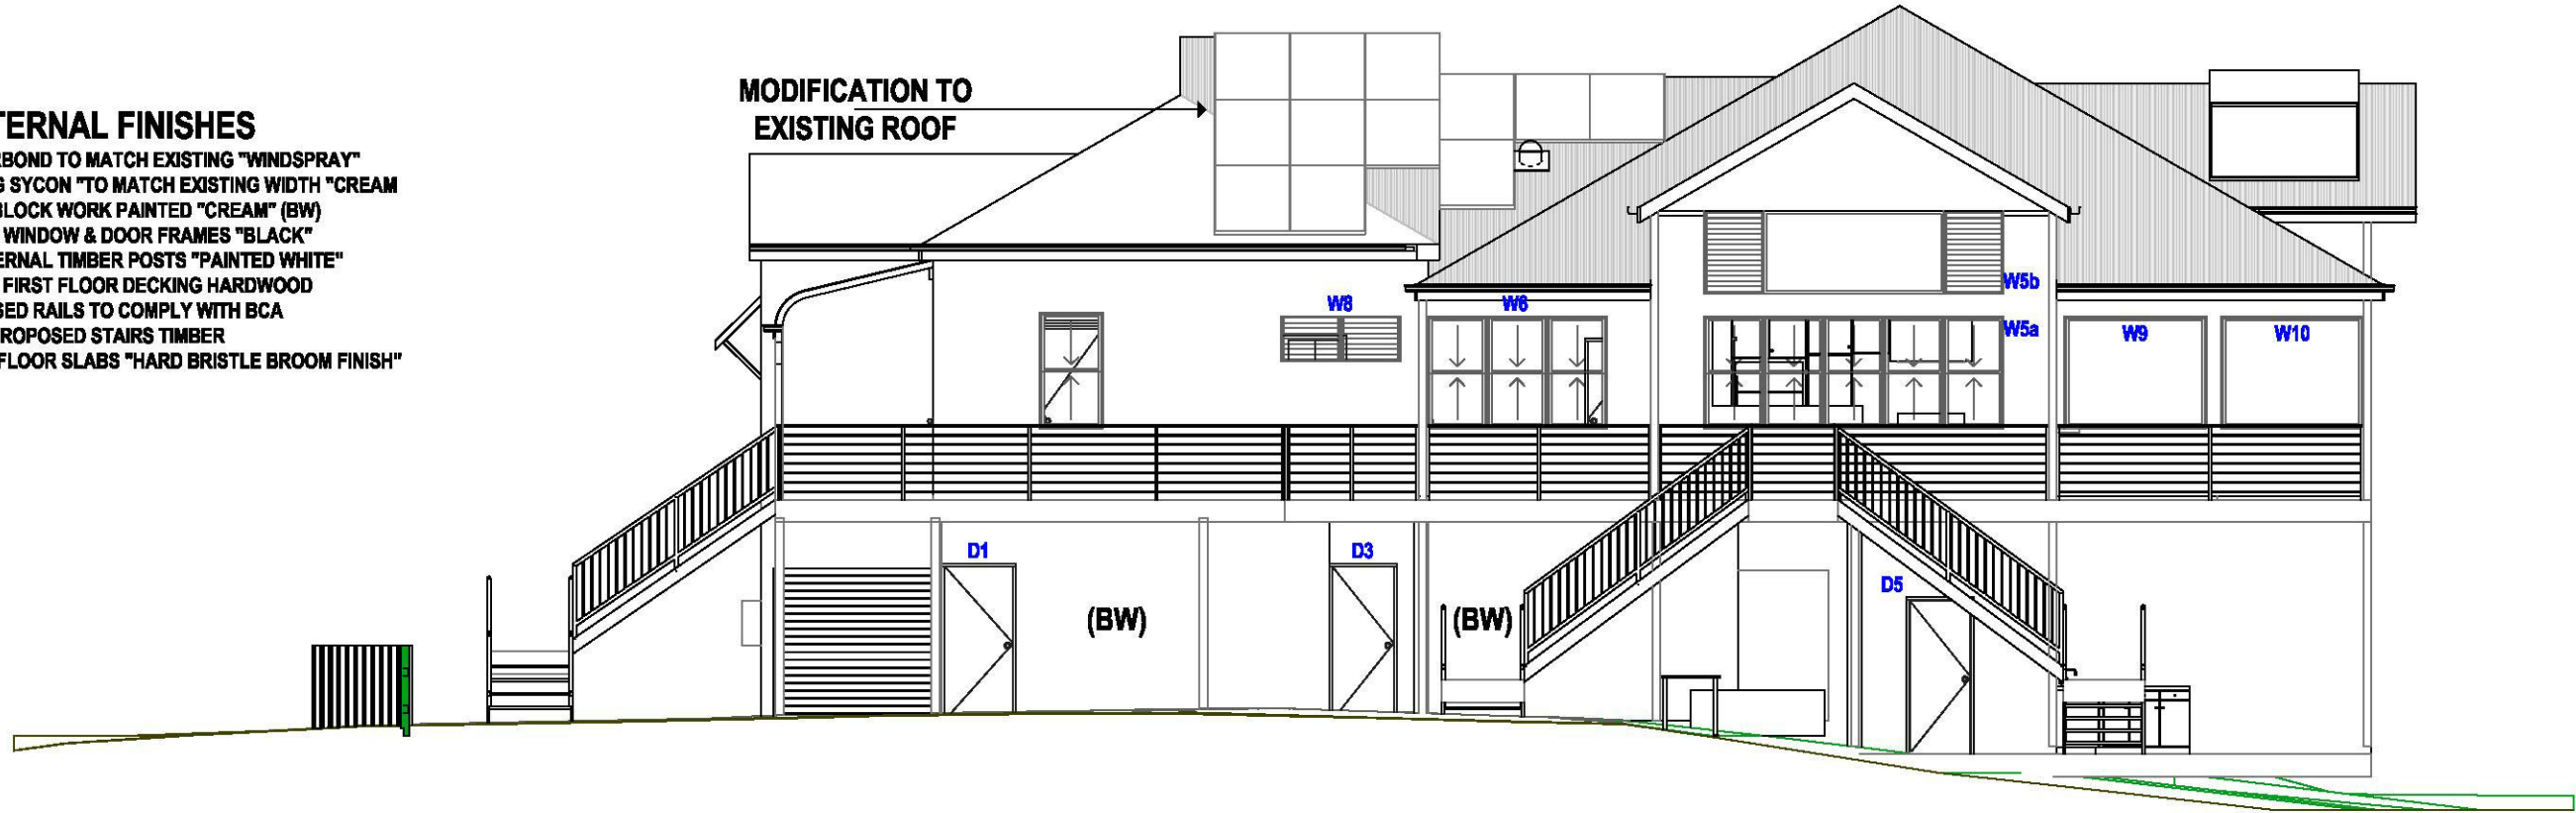 TERNAL FINISHES
RBOND TO MATCH EXISTING "WINDSPRAY"
G SYCON "TO MATCH EXISTING WIDTH "CREAM
BLOCK WORK PAINTED "CREAM" (BW)
WINDOW & DOOR FRAMES "BLACK"
ERNAL TIMBER POSTS "PAINTED WHITE"
FIRST FLOOR DECKING HARDWOOD
SED RAILS TO COMPLY WITH BCA
ROPOSED STAIRS TIMBER
FLOOR SLABS "HARD BRISTLE BROOM FINISH"
MODIFICATION TO
EXISTING ROOF
W8
W6
W5b
W5a
W9
W10
D1
D3
D5
(BW)
(BW)